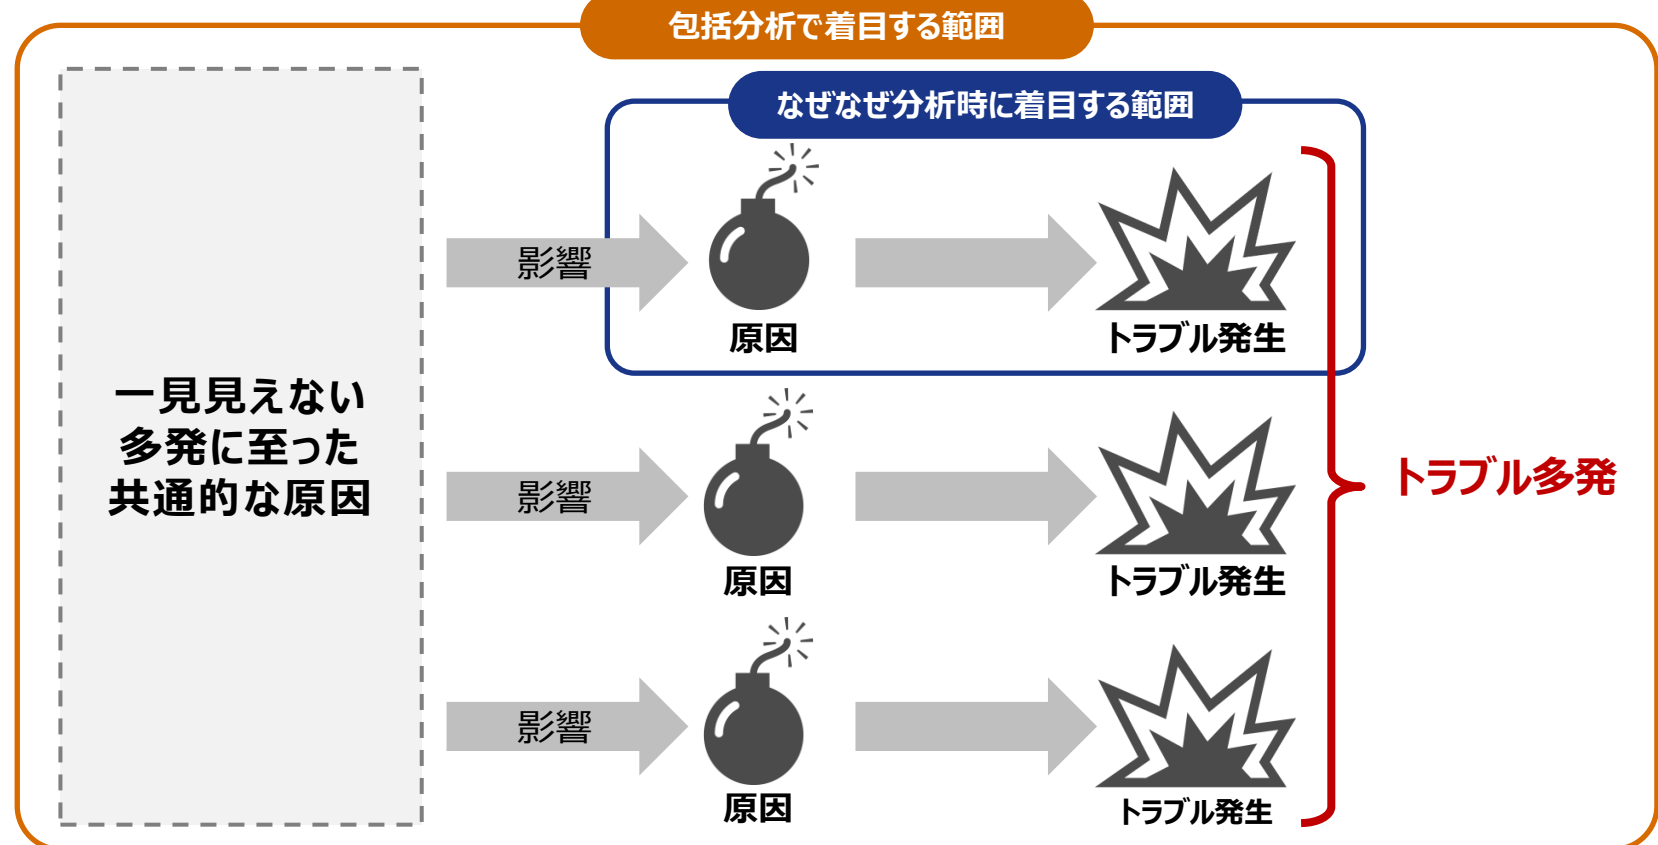 包括分析で着目する範囲
なぜなぜ分析時に着目する範囲
一見見えない
多発に至った
共通的な原因
影響
原因
トラブル発生
影響
原因
トラブル発生
影響
原因
トラブル発生
トラブル多発